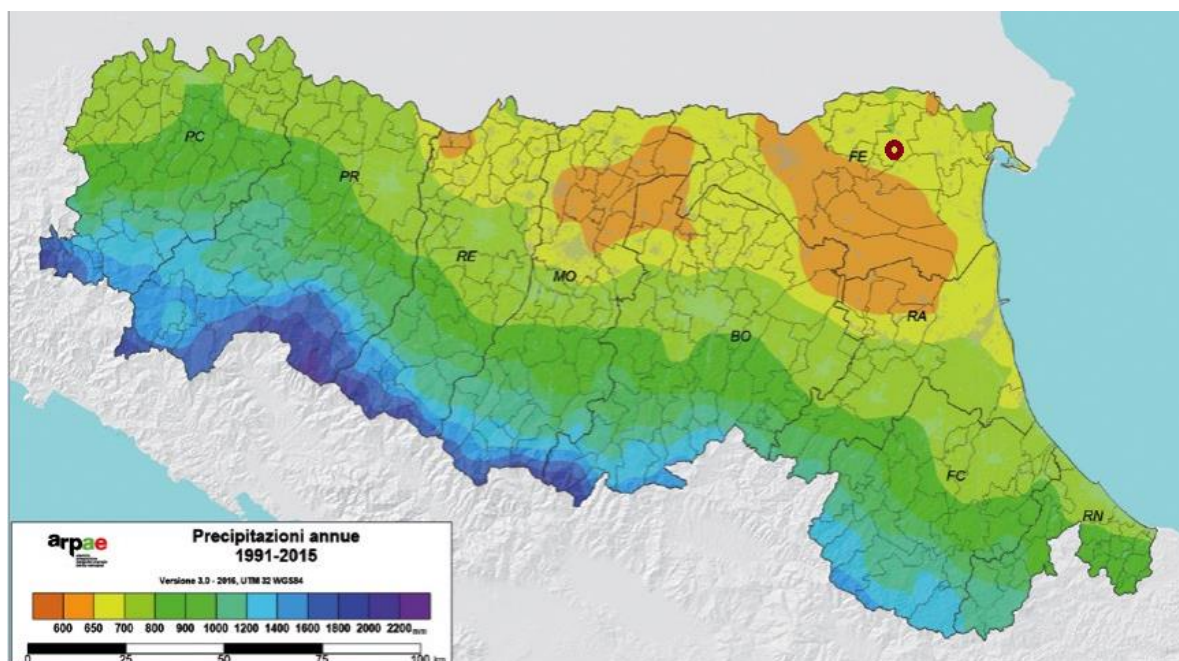 PC
PR
FE
RE
MO
RA
BO
FC
RN
arpae
Precipitazioni annue
1991-2015
Versione 3.0 - 2016, UTM 32 WGS84
600 650 700 800 900 1000 1200 1400 1600 1800 2000 2200mm
0 25 50 75 100 km